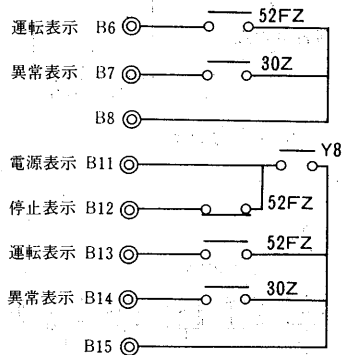 運転表示 B6 52FZ
異常表示 B7 30Z
B8
電源表示 B11 Y8
停止表示 B12 52FZ
運転表示 B13 52FZ
異常表示 B14 30Z
B15